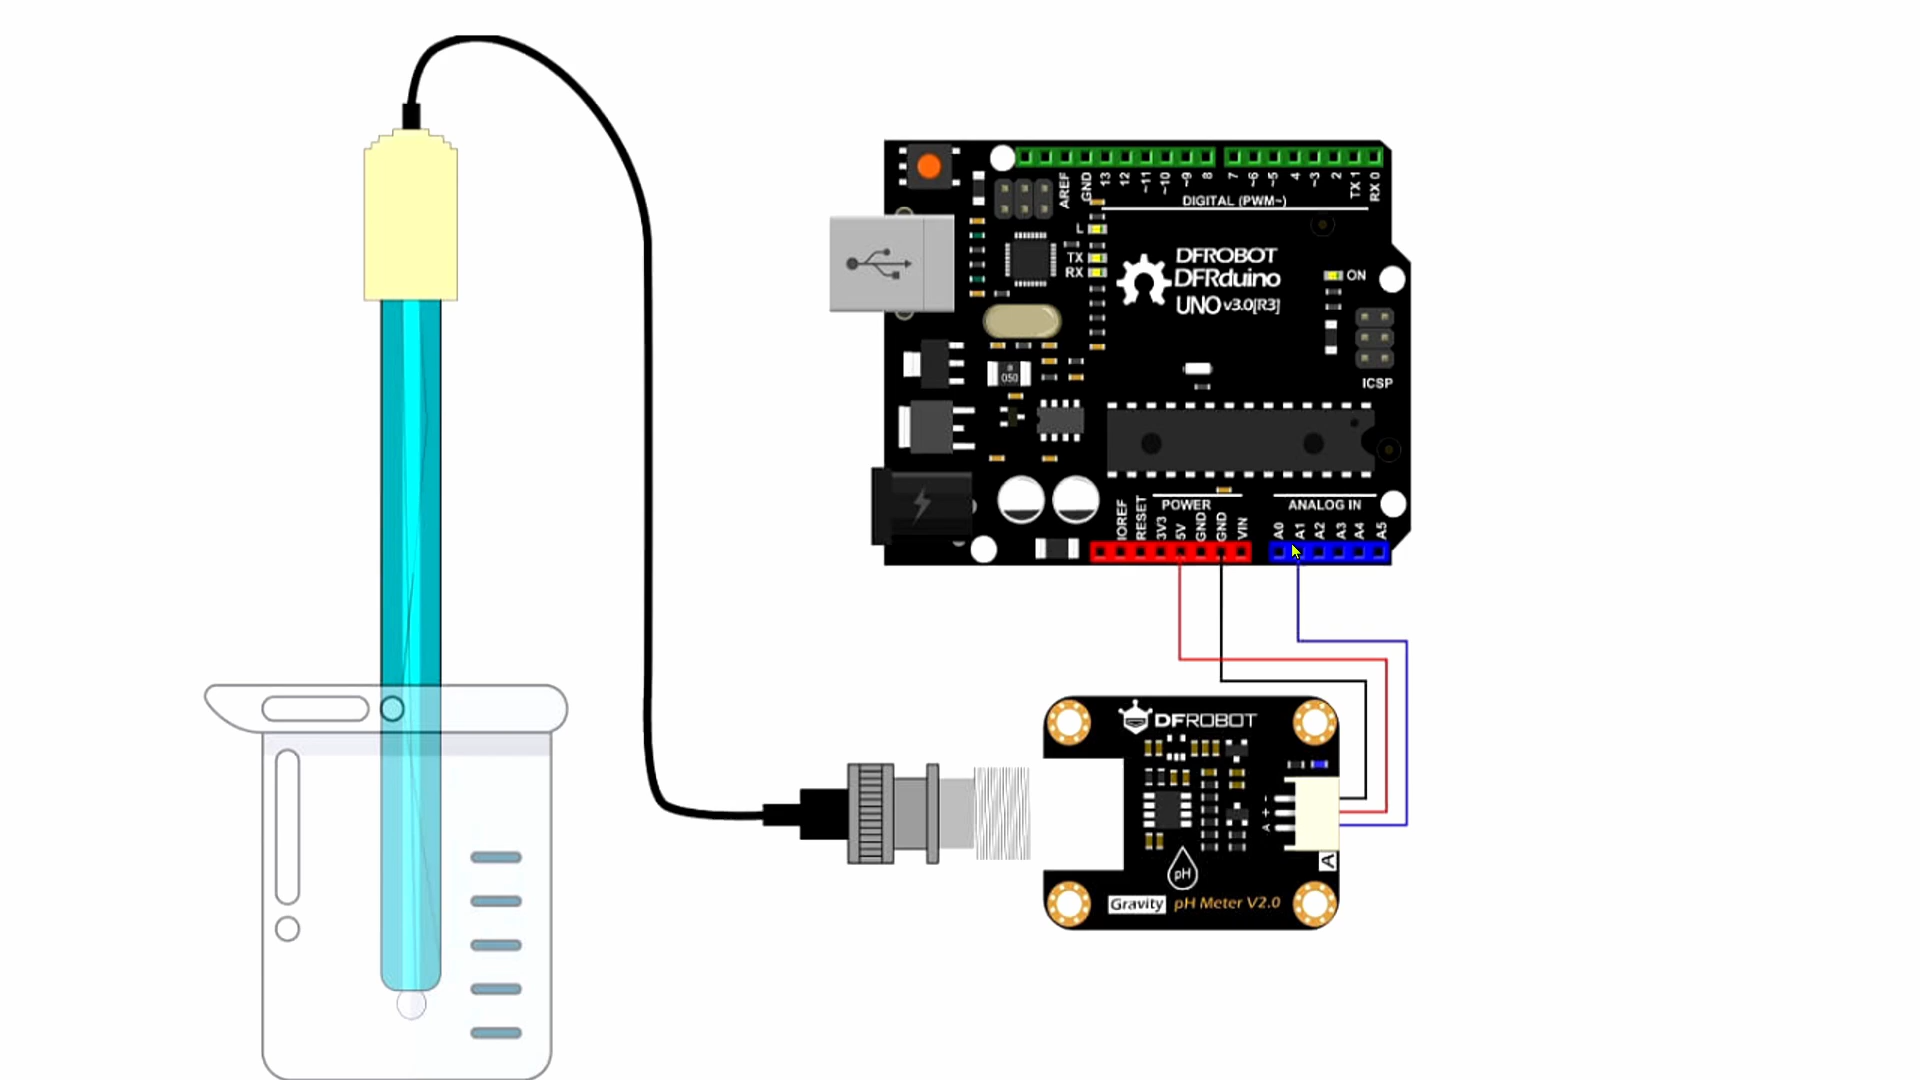 AREF
GND
13
12
~11
~10
~9
8
7
~6
~5
4
~3
2
TX 1
RX 0
DIGITAL (PWM~)
L
TX
RX
DFROBOT
DFRduino
UNO v3.0[R3]
ON
050
ICSP
POWER
ANALOG IN
IOREF
RESET
3V3
5V
GND
GND
VIN
A0
A1
A2
A3
A4
A5
DFROBOT
-
+
A
A
pH
Gravity pH Meter V2.0